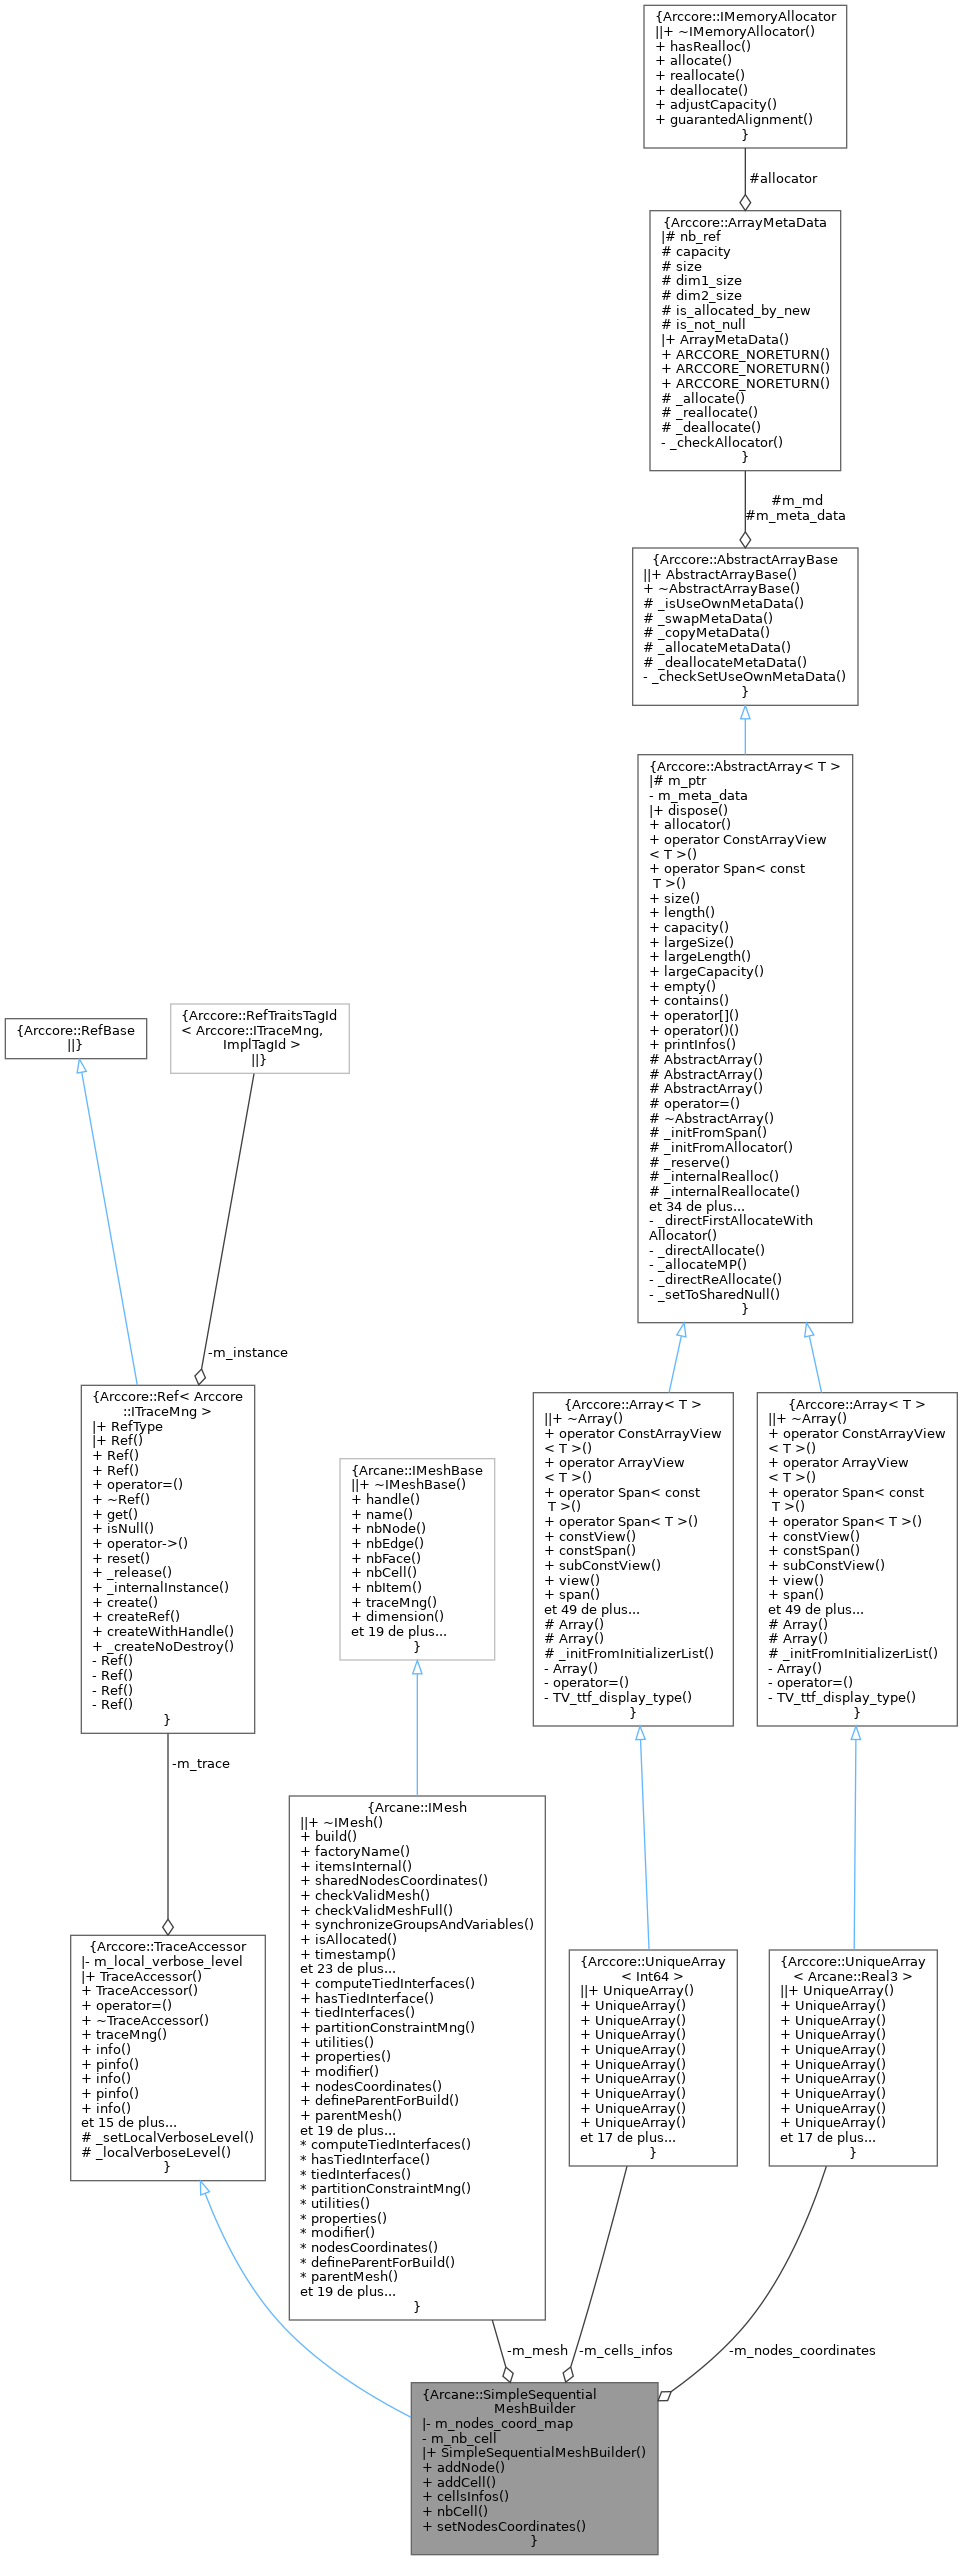 {Arccore::IMemoryAllocator
||+ ~IMemoryAllocator()
+ hasRealloc()
+ allocate()
+ reallocate()
+ deallocate()
+ adjustCapacity()
+ guarantedAlignment()
}
#allocator
{Arccore::ArrayMetaData
|# nb_ref
# capacity
# size
# dim1_size
# dim2_size
# is_allocated_by_new
# is_not_null
|+ ArrayMetaData()
+ ARCCORE_NORETURN()
+ ARCCORE_NORETURN()
+ ARCCORE_NORETURN()
# _allocate()
# _reallocate()
# _deallocate()
- _checkAllocator()
}
#m_md
#m_meta_data
{Arccore::AbstractArrayBase
||+ AbstractArrayBase()
+ ~AbstractArrayBase()
# _isUseOwnMetaData()
# _swapMetaData()
# _copyMetaData()
# _allocateMetaData()
# _deallocateMetaData()
- _checkSetUseOwnMetaData()
}
{Arccore::AbstractArray< T >
|# m_ptr
- m_meta_data
|+ dispose()
+ allocator()
+ operator ConstArrayView
< T >()
+ operator Span< const
T >()
+ size()
+ length()
+ capacity()
+ largeSize()
+ largeLength()
+ largeCapacity()
+ empty()
+ contains()
+ operator[]()
+ operator()()
+ printInfos()
# AbstractArray()
# AbstractArray()
# AbstractArray()
# operator=()
# ~AbstractArray()
# _initFromSpan()
# _initFromAllocator()
# _reserve()
# _internalRealloc()
# _internalReallocate()
et 34 de plus...
- _directFirstAllocateWith
Allocator()
- _directAllocate()
- _allocateMP()
- _directReAllocate()
- _setToSharedNull()
}
{Arccore::RefBase
||}
{Arccore::RefTraitsTagId
< Arccore::ITraceMng,
ImplTagId >
||}
-m_instance
{Arccore::Ref< Arccore
::ITraceMng >
|+ RefType
|+ Ref()
+ Ref()
+ Ref()
+ operator=()
+ ~Ref()
+ get()
+ isNull()
+ operator->()
+ reset()
+ _release()
+ _internalInstance()
+ create()
+ createRef()
+ createWithHandle()
+ _createNoDestroy()
- Ref()
- Ref()
- Ref()
- Ref()
}
{Arcane::IMeshBase
||+ ~IMeshBase()
+ handle()
+ name()
+ nbNode()
+ nbEdge()
+ nbFace()
+ nbCell()
+ nbItem()
+ traceMng()
+ dimension()
et 19 de plus...
}
{Arccore::Array< T >
||+ ~Array()
+ operator ConstArrayView
< T >()
+ operator ArrayView
< T >()
+ operator Span< const
T >()
+ operator Span< T >()
+ constView()
+ constSpan()
+ subConstView()
+ view()
+ span()
et 49 de plus...
# Array()
# Array()
# _initFromInitializerList()
- Array()
- operator=()
- TV_ttf_display_type()
}
{Arccore::Array< T >
||+ ~Array()
+ operator ConstArrayView
< T >()
+ operator ArrayView
< T >()
+ operator Span< const
T >()
+ operator Span< T >()
+ constView()
+ constSpan()
+ subConstView()
+ view()
+ span()
et 49 de plus...
# Array()
# Array()
# _initFromInitializerList()
- Array()
- operator=()
- TV_ttf_display_type()
}
-m_trace
{Arccore::TraceAccessor
|- m_local_verbose_level
|+ TraceAccessor()
+ TraceAccessor()
+ operator=()
+ ~TraceAccessor()
+ traceMng()
+ info()
+ pinfo()
+ info()
+ pinfo()
+ info()
et 15 de plus...
# _setLocalVerboseLevel()
# _localVerboseLevel()
}
{Arcane::IMesh
||+ ~IMesh()
+ build()
+ factoryName()
+ itemsInternal()
+ sharedNodesCoordinates()
+ checkValidMesh()
+ checkValidMeshFull()
+ synchronizeGroupsAndVariables()
+ isAllocated()
+ timestamp()
et 23 de plus...
+ computeTiedInterfaces()
+ hasTiedInterface()
+ tiedInterfaces()
+ partitionConstraintMng()
+ utilities()
+ properties()
+ modifier()
+ nodesCoordinates()
+ defineParentForBuild()
+ parentMesh()
et 19 de plus...
* computeTiedInterfaces()
* hasTiedInterface()
* tiedInterfaces()
* partitionConstraintMng()
* utilities()
* properties()
* modifier()
* nodesCoordinates()
* defineParentForBuild()
* parentMesh()
et 19 de plus...
}
{Arccore::UniqueArray
< Int64 >
||+ UniqueArray()
+ UniqueArray()
+ UniqueArray()
+ UniqueArray()
+ UniqueArray()
+ UniqueArray()
+ UniqueArray()
+ UniqueArray()
+ UniqueArray()
+ UniqueArray()
et 17 de plus...
}
{Arccore::UniqueArray
< Arcane::Real3 >
||+ UniqueArray()
+ UniqueArray()
+ UniqueArray()
+ UniqueArray()
+ UniqueArray()
+ UniqueArray()
+ UniqueArray()
+ UniqueArray()
+ UniqueArray()
+ UniqueArray()
et 17 de plus...
}
-m_mesh
-m_cells_infos
-m_nodes_coordinates
{Arcane::SimpleSequential
MeshBuilder
|- m_nodes_coord_map
- m_nb_cell
|+ SimpleSequentialMeshBuilder()
+ addNode()
+ addCell()
+ cellsInfos()
+ nbCell()
+ setNodesCoordinates()
}